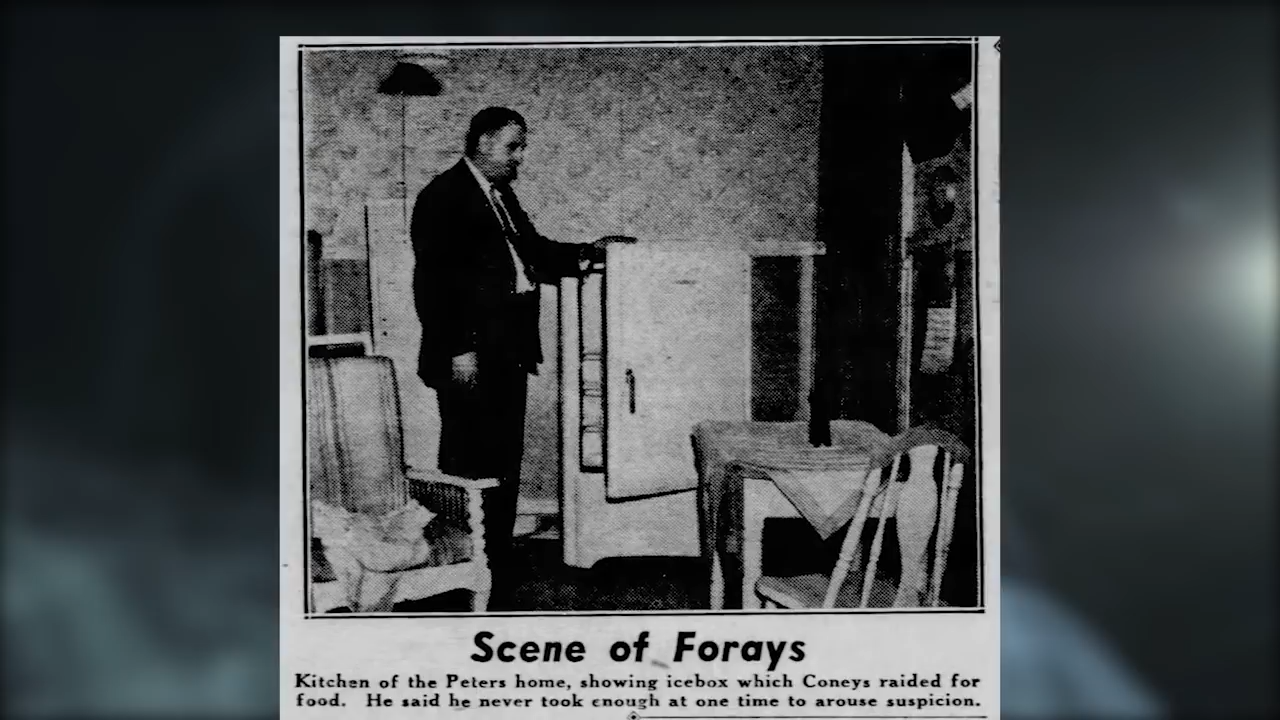 Scene of Forays
Kitchen of the Peters home, showing icebox which Coneys raided for
food. He said he never took enough at one time to arouse suspicion.